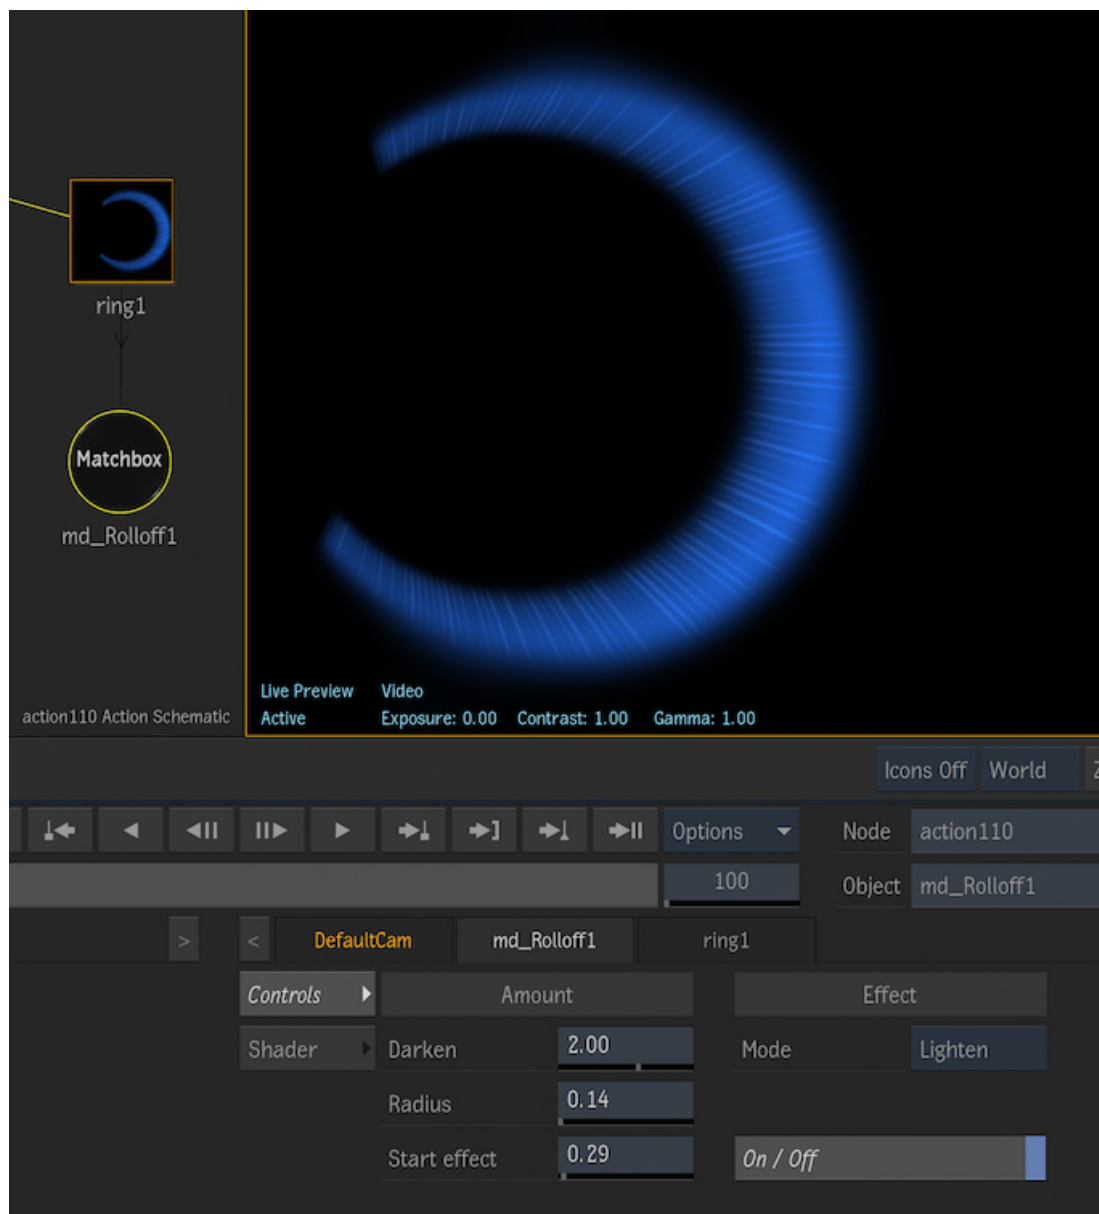 ring1
Matchbox
md_Rolloff1
action110 Action Schematic
Live Preview Video
Active Exposure: 0.00 Contrast: 1.00 Gamma: 1.00
Icons Off World
Options Node action110
100 Object md_Rolloff1
> < DefaultCam md_Rolloff1 ring1
Controls Amount Effect
Shader Darken 2.00 Mode Lighten
Radius 0.14
Start effect 0.29 On / Off